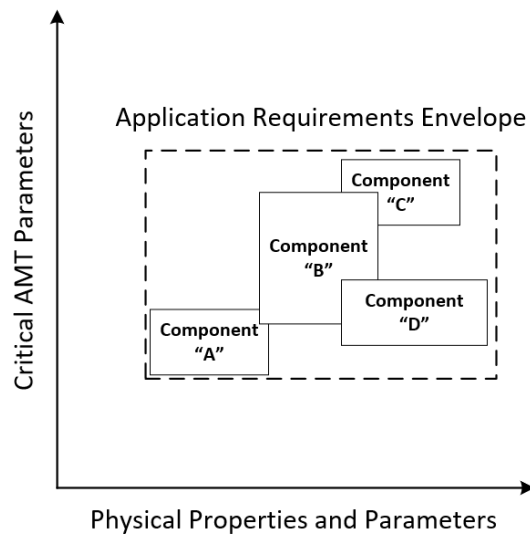 Application Requirements Envelope
Critical AMT Parameters
Component
“C”
Component
“B”
Component
“D”
Component
“A”
Physical Properties and Parameters